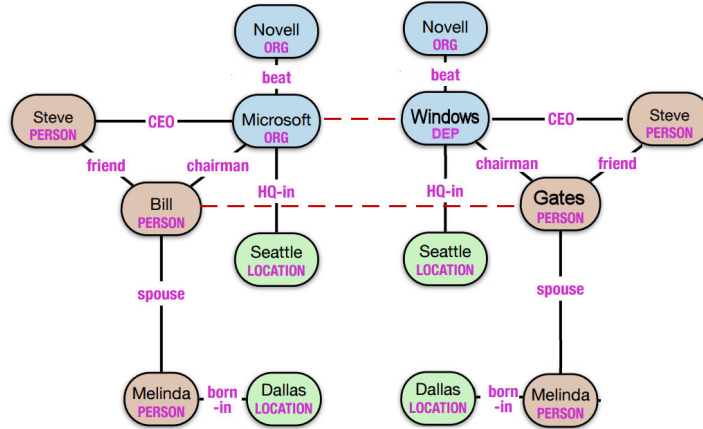 Novell
ORG
beat
Steve
PERSON
CEO
Microsoft
ORG
friend
chairman
Bill
PERSON
HQ-in
Seattle
LOCATION
spouse
Melinda
PERSON
born
-in
Dallas
LOCATION
Novell
ORG
beat
Windows
DEP
CEO
Steve
PERSON
chairman
friend
HQ-in
Gates
PERSON
Seattle
LOCATION
spouse
Dallas
LOCATION
born
-in
Melinda
PERSON